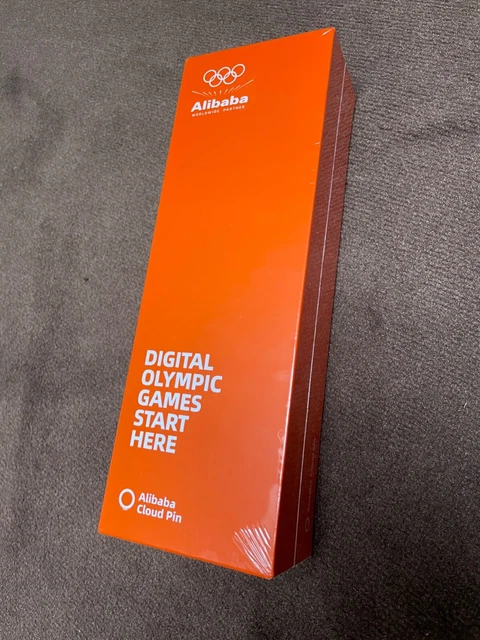 Alibaba
WORLDWIDE PARTNER
DIGITAL
OLYMPIC
GAMES
START
HERE
Alibaba
Cloud Pin